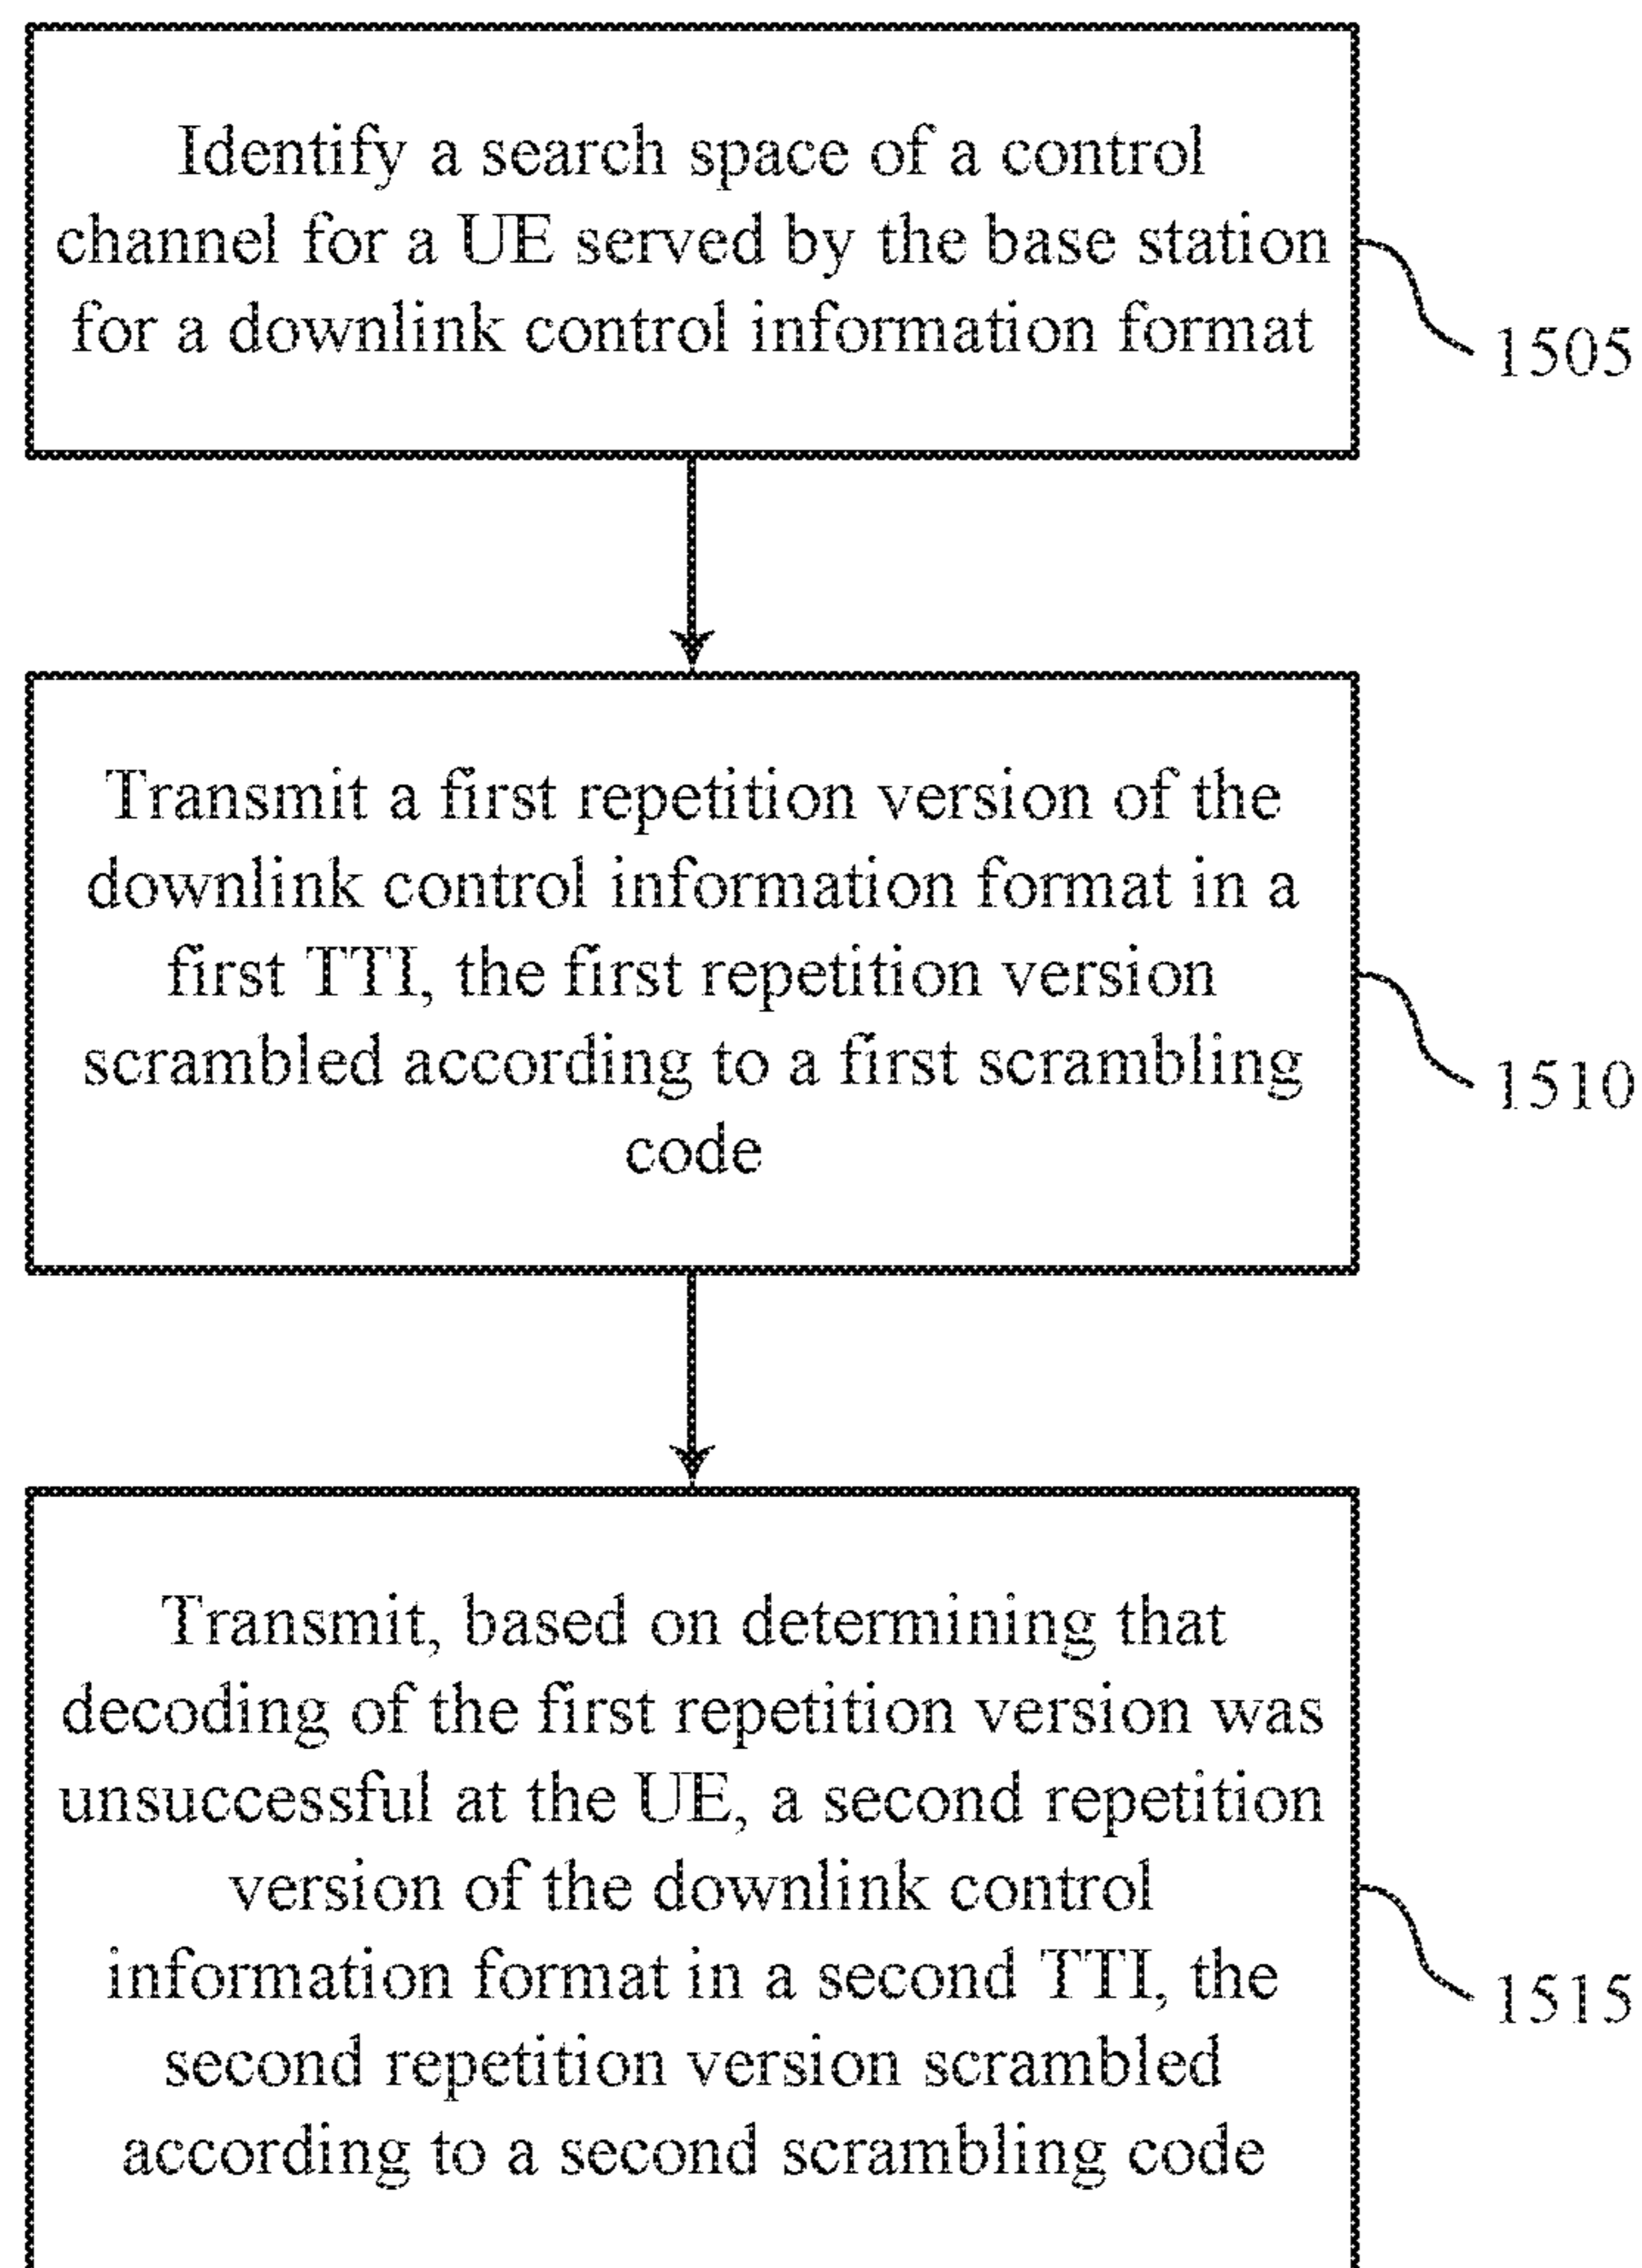 Identify a search space of a control
channel for a UE served by the base station
for a downlink control information format
1505
Transmit a first repetition version of the
downlink control information format in a
first TTI, the first repetition version
scrambled according to a first scrambling
code
1510
Transmit, based on determining that
decoding of the first repetition version was
unsuccessful at the UE, a second repetition
version of the downlink control
information format in a second TTI, the
second repetition version scrambled
according to a second scrambling code
1515